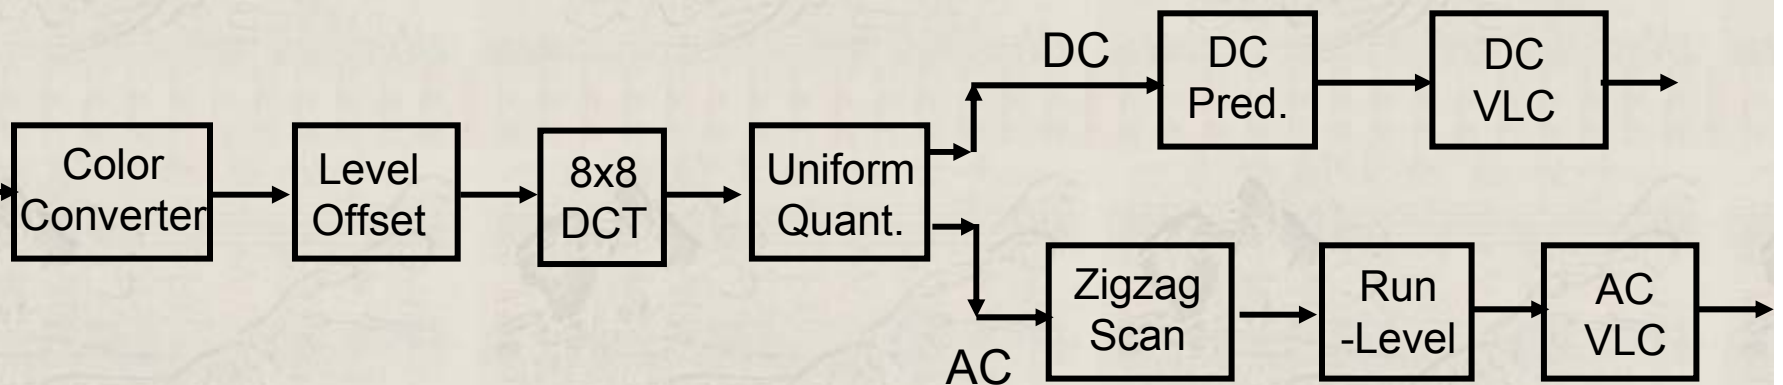 Color
Converter
Level
Offset
8x8
DCT
Uniform
Quant.
DC
DC
Pred.
DC
VLC
AC
Zigzag
Scan
Run
-Level
AC
VLC